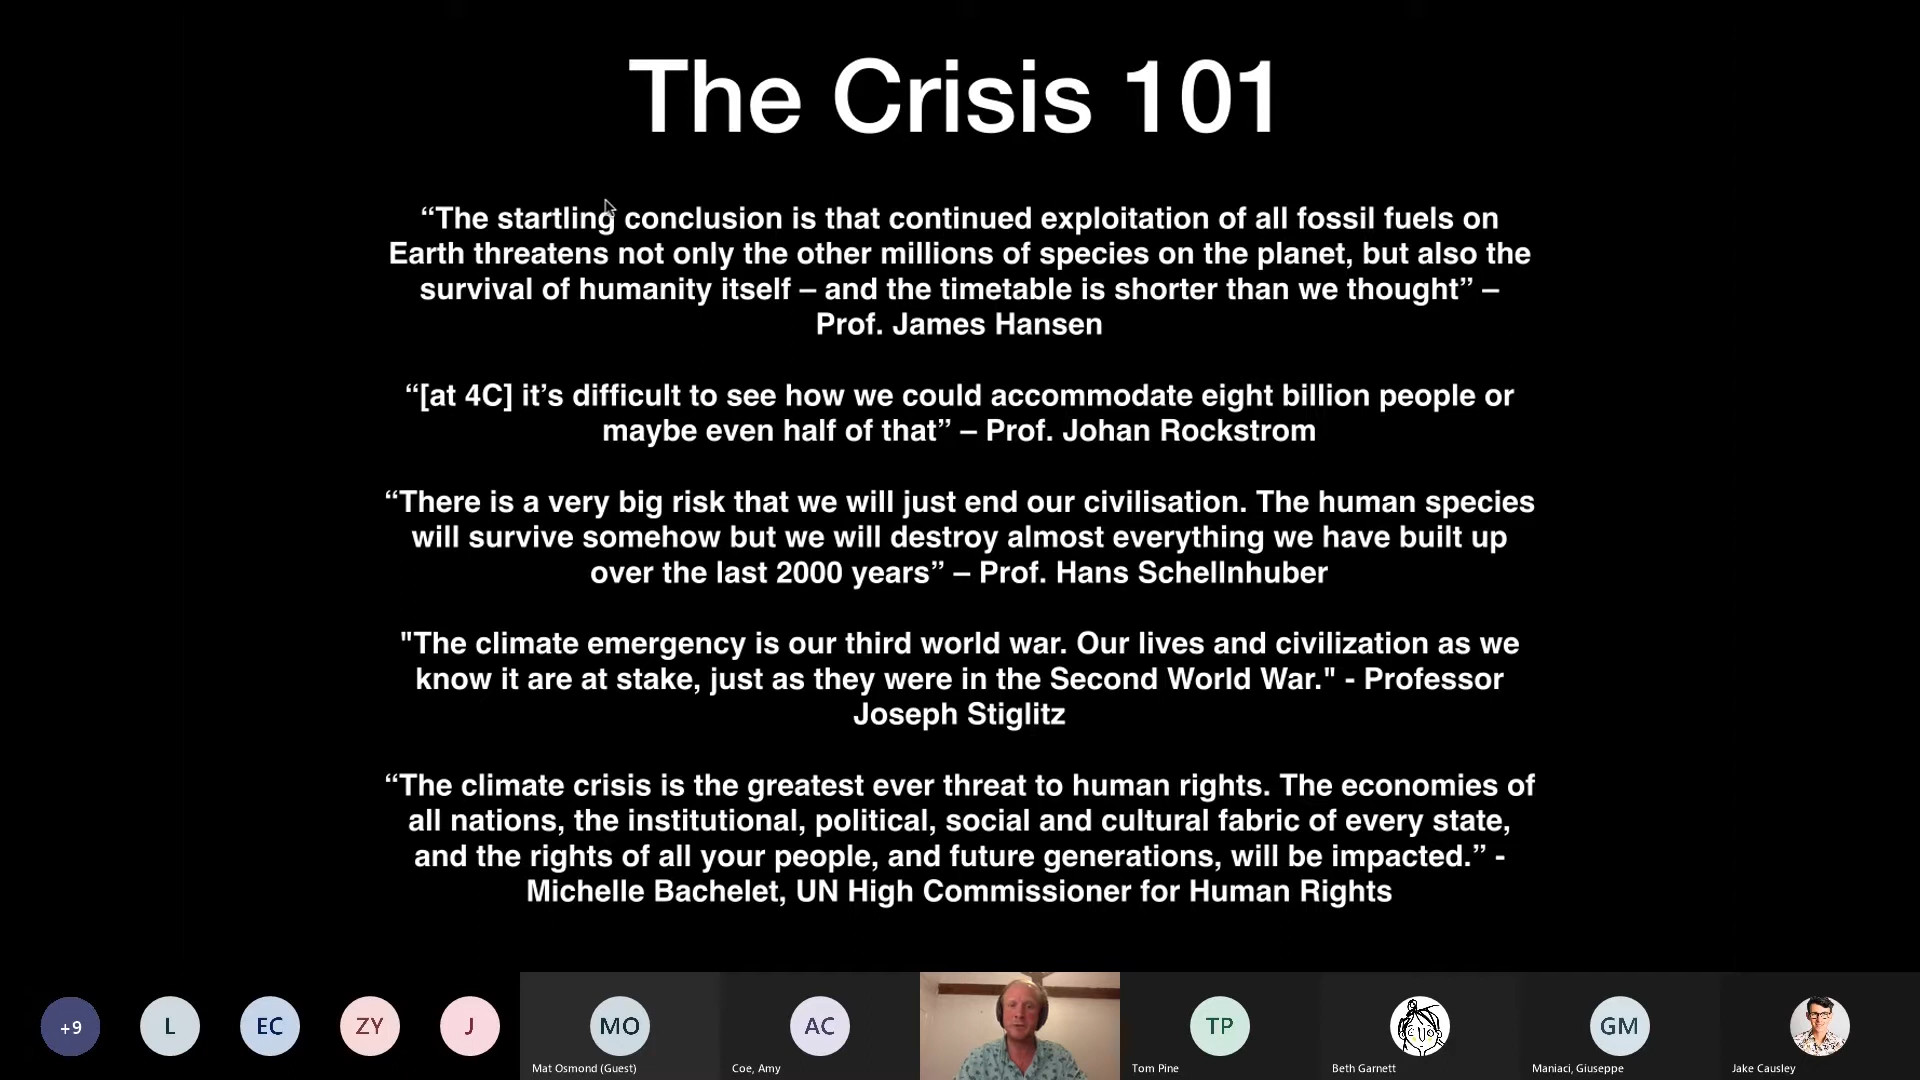 The Crisis 101
“The startling conclusion is that continued exploitation of all fossil fuels on
Earth threatens not only the other millions of species on the planet, but also the
survival of humanity itself – and the timetable is shorter than we thought” –
Prof. James Hansen
“[at 4C] it’s difficult to see how we could accommodate eight billion people or
maybe even half of that” – Prof. Johan Rockstrom
“There is a very big risk that we will just end our civilisation. The human species
will survive somehow but we will destroy almost everything we have built up
over the last 2000 years” – Prof. Hans Schellnhuber
"The climate emergency is our third world war. Our lives and civilization as we
know it are at stake, just as they were in the Second World War." - Professor
Joseph Stiglitz
“The climate crisis is the greatest ever threat to human rights. The economies of
all nations, the institutional, political, social and cultural fabric of every state,
and the rights of all your people, and future generations, will be impacted.” -
Michelle Bachelet, UN High Commissioner for Human Rights
+9
L
EC
ZY
J
MO
AC
TP
GM
Mat Osmond (Guest)
Coe, Amy
Tom Pine
Beth Garnett
Maniaci, Giuseppe
Jake Causley